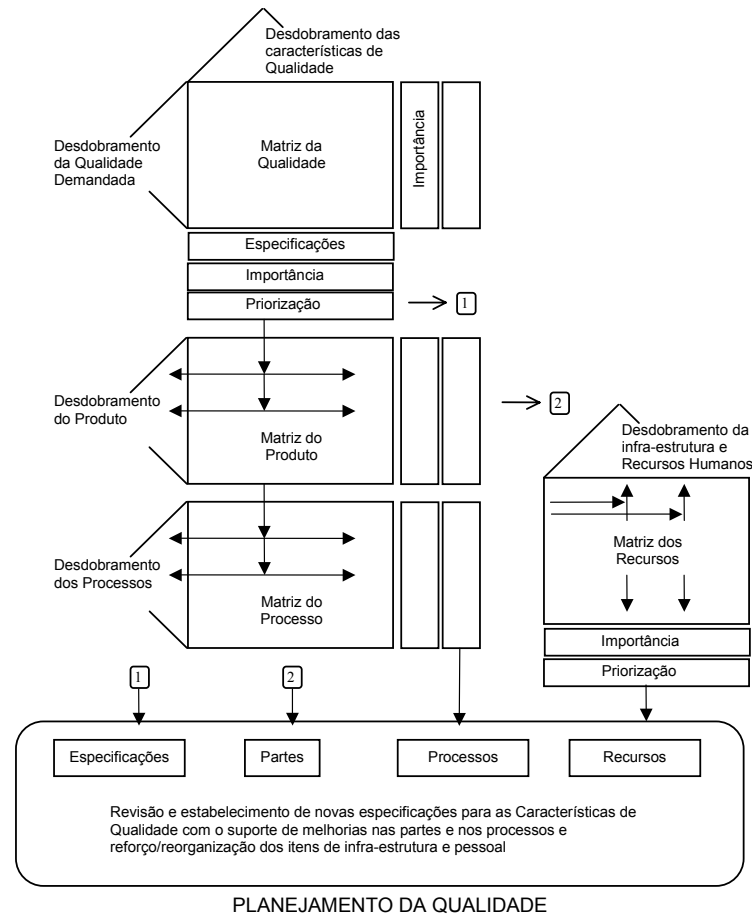 Desdobramento das
características de
Qualidade
Desdobramento
da Qualidade
Demandada
Matriz da
Qualidade
Importância
Especificações
Importância
Priorização
1
Desdobramento
do Produto
Matriz do
Produto
2
Desdobramento da
infra-estrutura e
Recursos Humanos
Desdobramento
dos Processos
Matriz do
Processo
Matriz dos
Recursos
Importância
Priorização
1
2
Especificações
Partes
Processos
Recursos
Revisão e estabelecimento de novas especificações para as Características de
Qualidade com o suporte de melhorias nas partes e nos processos e
reforço/reorganização dos itens de infra-estrutura e pessoal
PLANEJAMENTO DA QUALIDADE